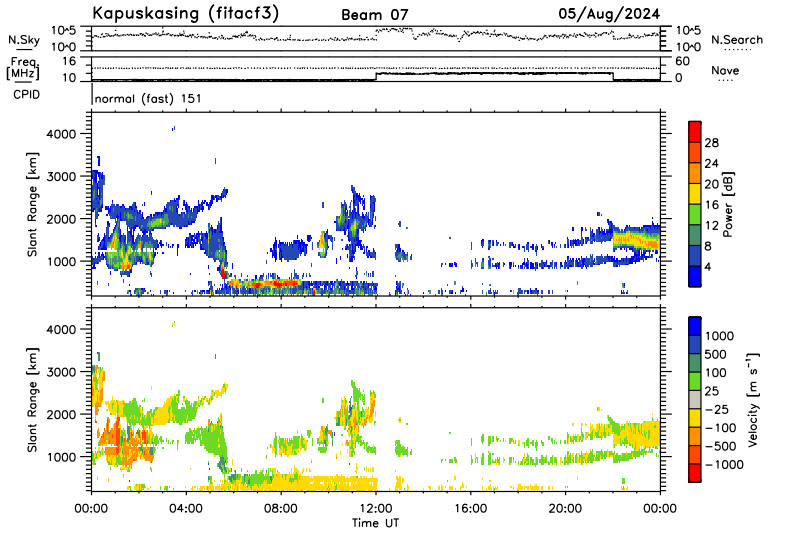 Kapuskasing (fitacf3) Beam 07 05/Aug/2024
N.Sky 10^5 10^0 10^5 10^0 N.Search
Freq. [MHz] 16 10 60 0 Nave
CPID normal (fast) 151
Slant Range [km] 4000 3000 2000 1000
Power [dB] 28 24 20 16 12 8 4
Slant Range [km] 4000 3000 2000 1000
Velocity [m s⁻¹] 1000 500 100 25 −25 −100 −500 −1000
00:00 04:00 08:00 12:00 16:00 20:00 00:00
Time UT